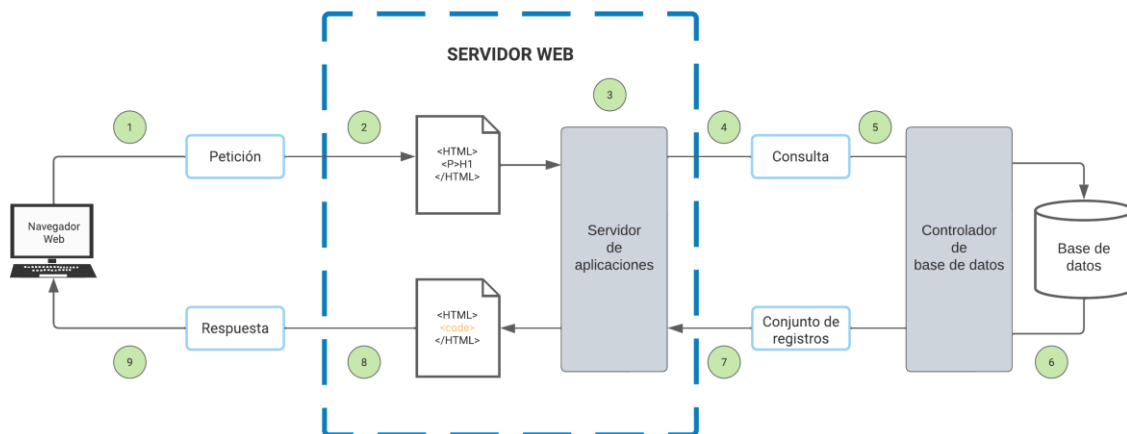 SERVIDOR WEB
1
2
3
4
5
Petición
<HTML>
<P>H1
</HTML>
Consulta
Navegador
Web
Servidor
de
aplicaciones
Controlador
de
base de datos
Base de
datos
Respuesta
<HTML>
<code>
</HTML>
Conjunto de
registros
9
8
7
6